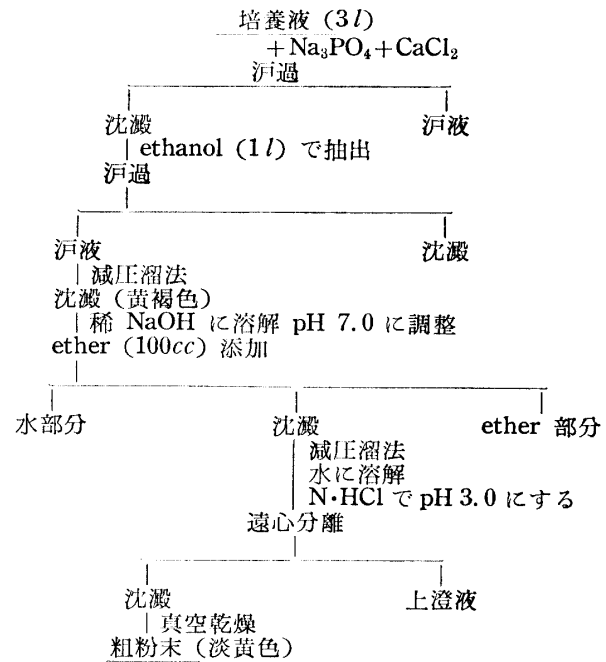 培養液 (3l)
+Na₃PO₄+CaCl₂
沪過
沈澱 沪液
ethanol (1l) で抽出
沪過
沪液 沈澱
減圧溜法
沈澱 (黄褐色)
稀 NaOH に溶解 pH 7.0 に調整
ether (100cc) 添加
水部分 沈澱 ether 部分
減圧溜法
水に溶解
N·HCl で pH 3.0 にする
遠心分離
沈澱 上澄液
真空乾燥
粗粉末 (淡黄色)